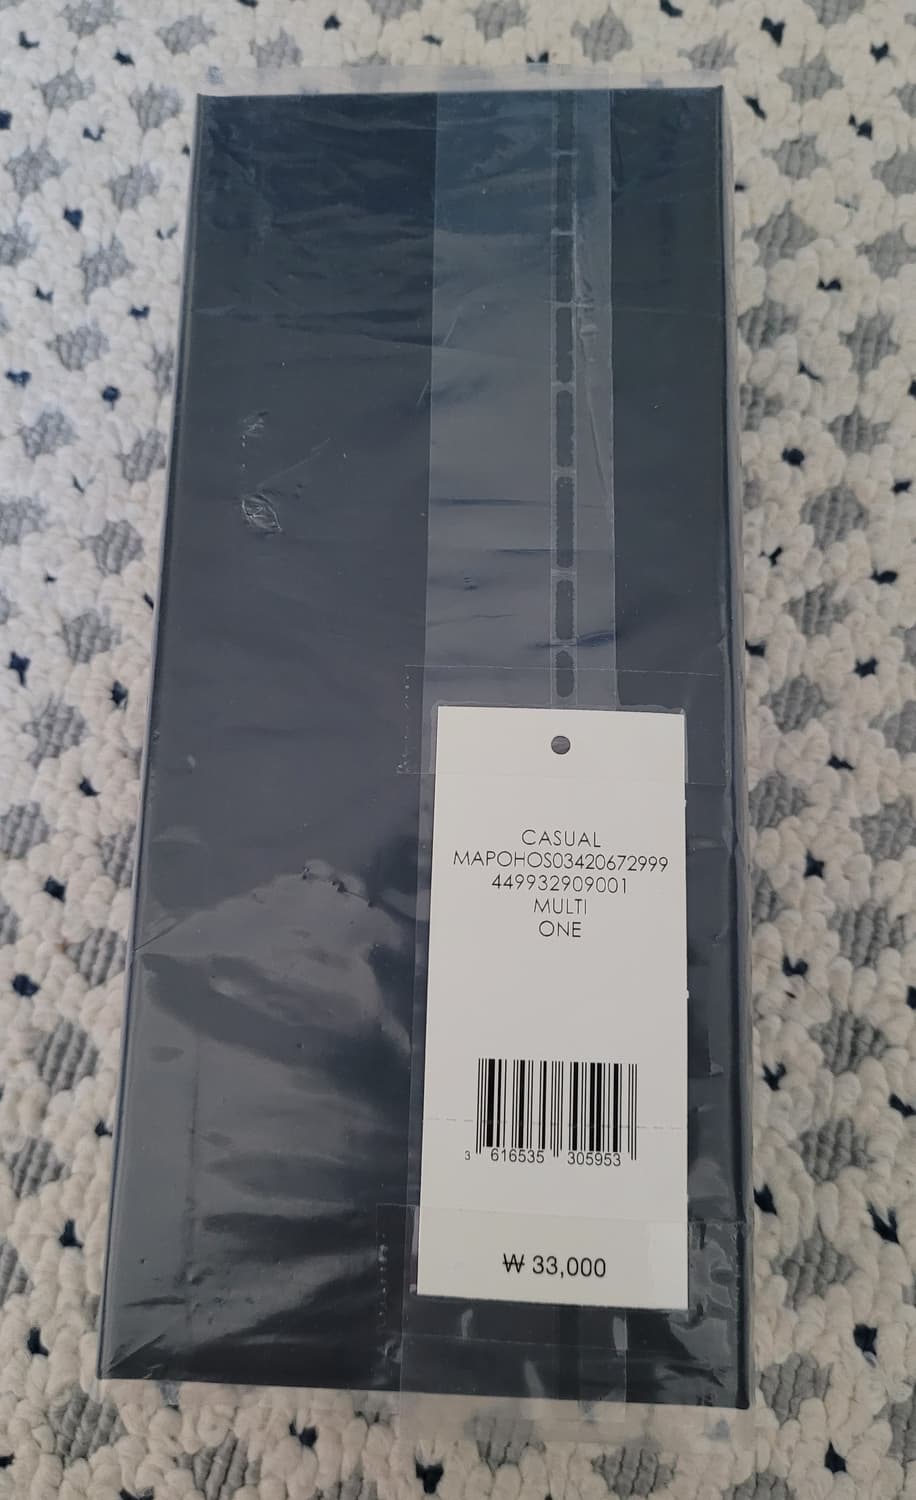 CASUAL
MAPOHOS03420672999
449932909001
MULTI
ONE
3 616535 305953
₩ 33,000